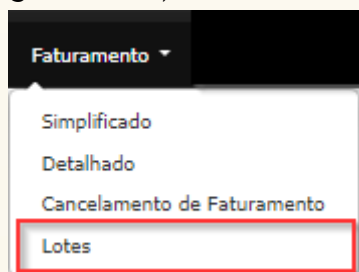 Faturamento
Simplificado
Detalhado
Cancelamento de Faturamento
Lotes